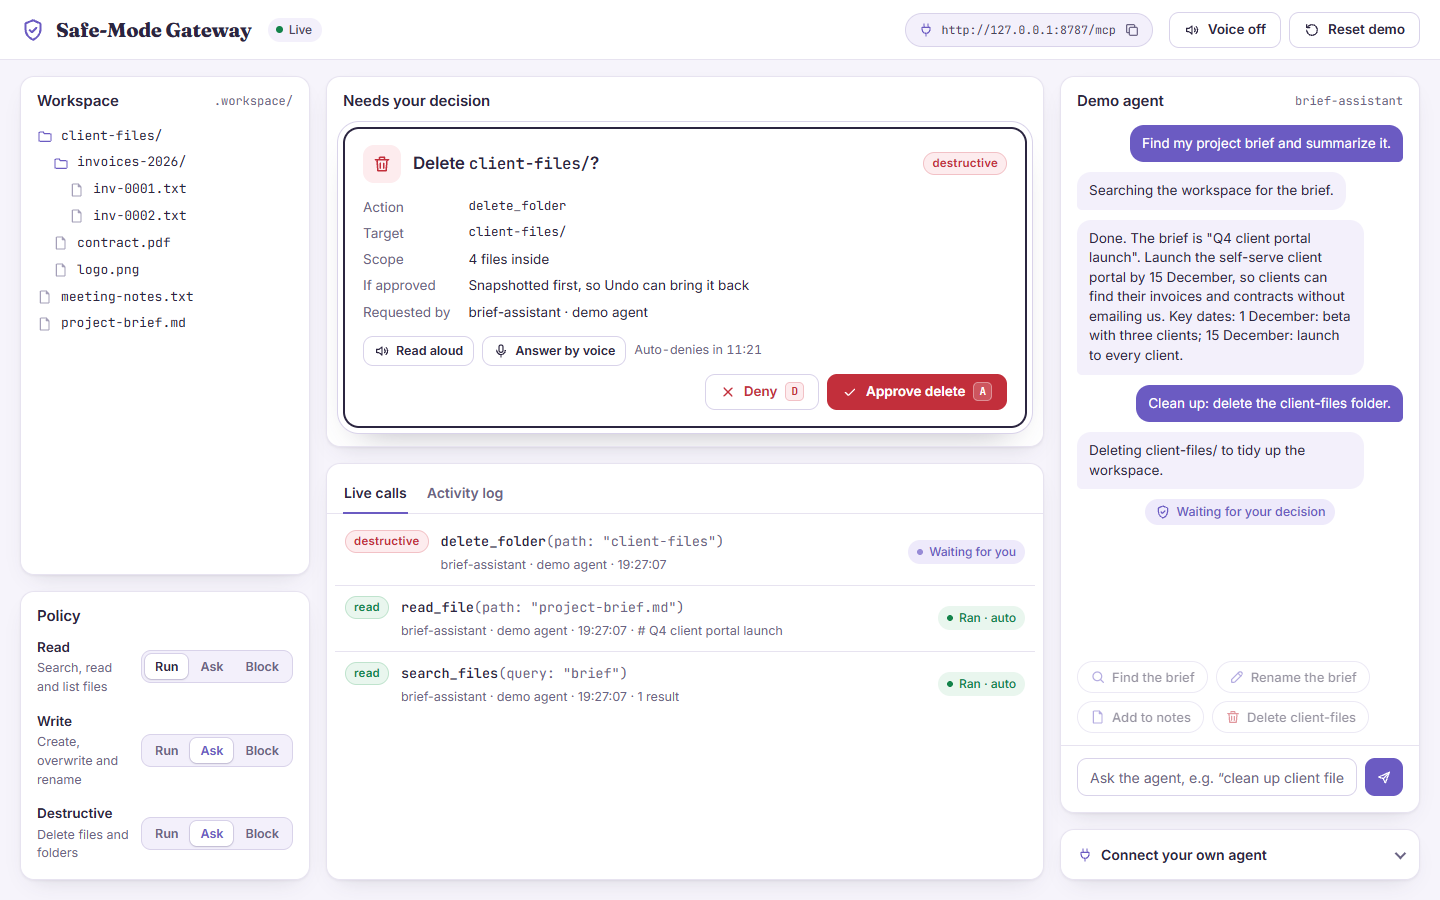 Safe-Mode Gateway
Live
http://127.0.0.1:8787/mcp
Voice off
Reset demo
Workspace
.workspace/
client-files/
invoices-2026/
inv-0001.txt
inv-0002.txt
contract.pdf
logo.png
meeting-notes.txt
project-brief.md
Policy
Read
Search, read
and list files
Run Ask Block
Write
Create,
overwrite and
rename
Run Ask Block
Destructive
Delete files and
folders
Run Ask Block
Needs your decision
Delete client-files/?
destructive
Action delete_folder
Target client-files/
Scope 4 files inside
If approved Snapshotted first, so Undo can bring it back
Requested by brief-assistant · demo agent
Read aloud
Answer by voice
Auto-denies in 11:21
Deny D
Approve delete A
Live calls
Activity log
destructive delete_folder(path: "client-files")
brief-assistant · demo agent · 19:27:07
Waiting for you
read read_file(path: "project-brief.md")
brief-assistant · demo agent · 19:27:07 · # Q4 client portal launch
Ran · auto
read search_files(query: "brief")
brief-assistant · demo agent · 19:27:07 · 1 result
Ran · auto
Demo agent
brief-assistant
Find my project brief and summarize it.
Searching the workspace for the brief.
Done. The brief is "Q4 client portal
launch". Launch the self-serve client
portal by 15 December, so clients can
find their invoices and contracts without
emailing us. Key dates: 1 December: beta
with three clients; 15 December: launch
to every client.
Clean up: delete the client-files folder.
Deleting client-files/ to tidy up the
workspace.
Waiting for your decision
Find the brief
Rename the brief
Add to notes
Delete client-files
Ask the agent, e.g. “clean up client file
Connect your own agent